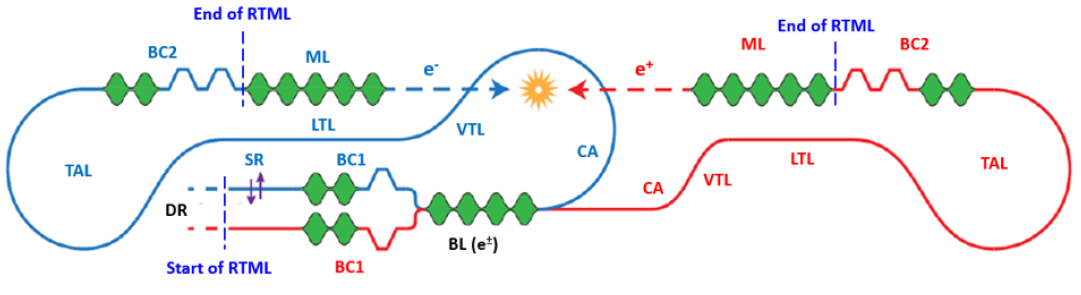 End of RTML
End of RTML
BC2
ML
ML
BC2
e-
e+
LTL
VTL
TAL
SR
BC1
CA
CA
VTL
LTL
TAL
DR
BL (e±)
Start of RTML
BC1